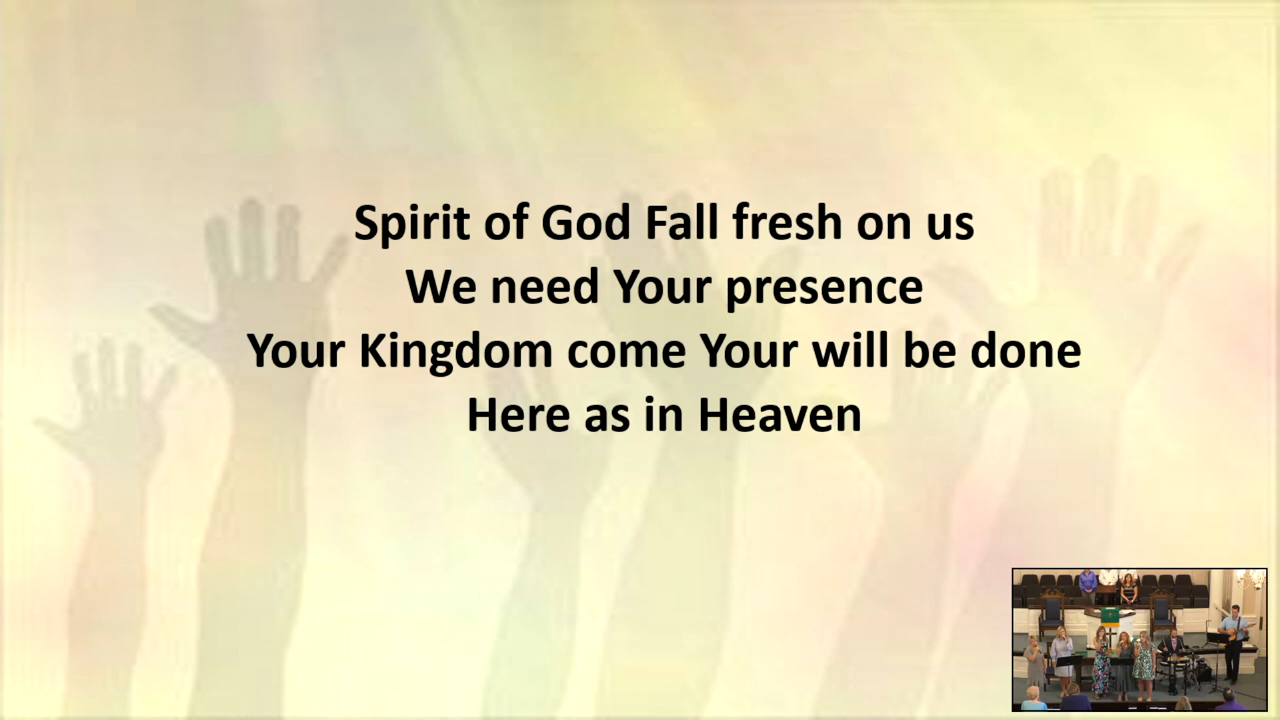 Spirit of God Fall fresh on us
We need Your presence
Your Kingdom come Your will be done
Here as in Heaven